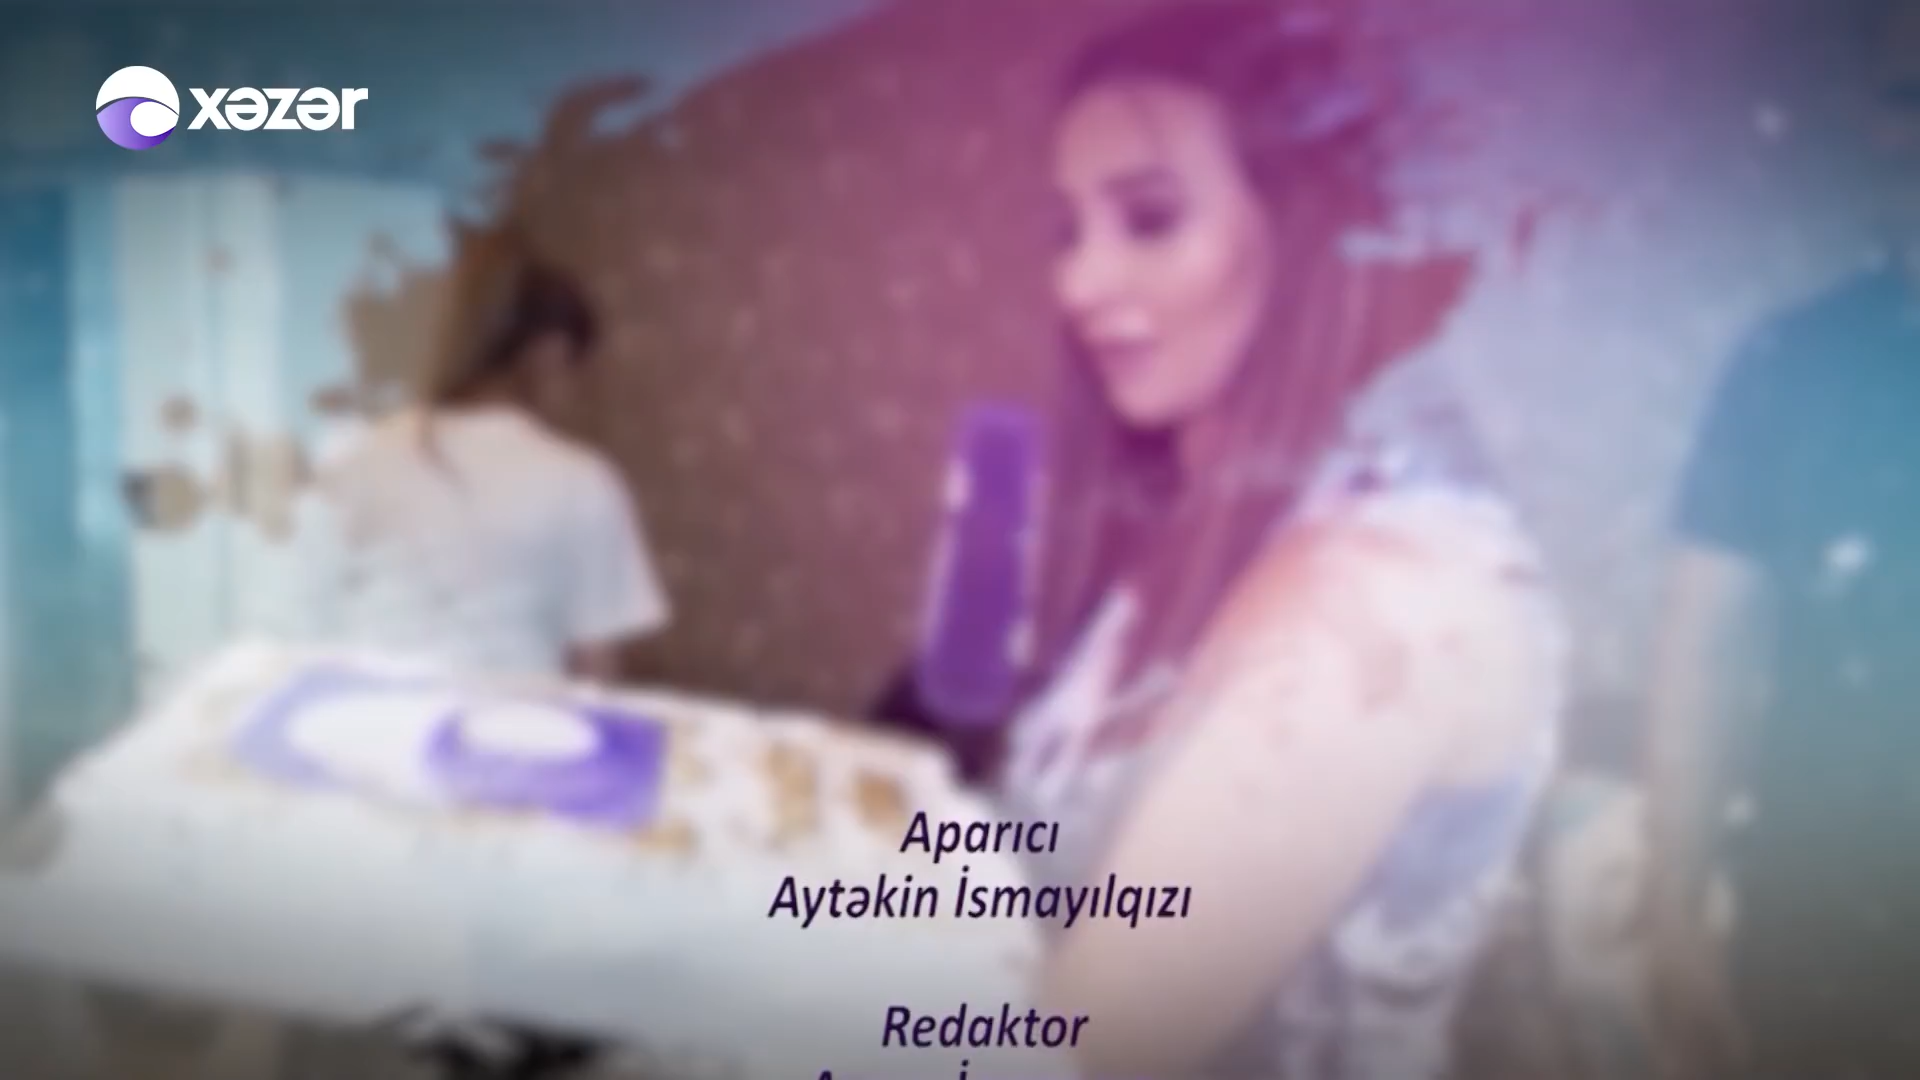 xəzər
Aparıcı
Aytəkin İsmayılqızı
Redaktor